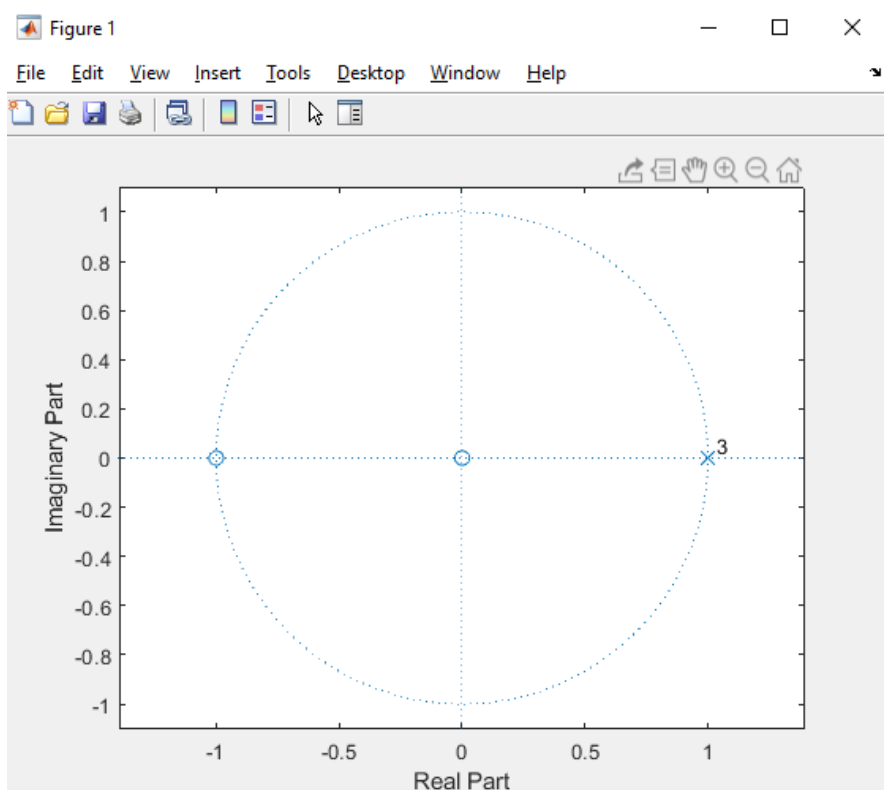 Figure 1
File Edit View Insert Tools Desktop Window Help
1
0.8
0.6
0.4
0.2
0
-0.2
-0.4
-0.6
-0.8
-1
Imaginary Part
3
-1 -0.5 0 0.5 1
Real Part